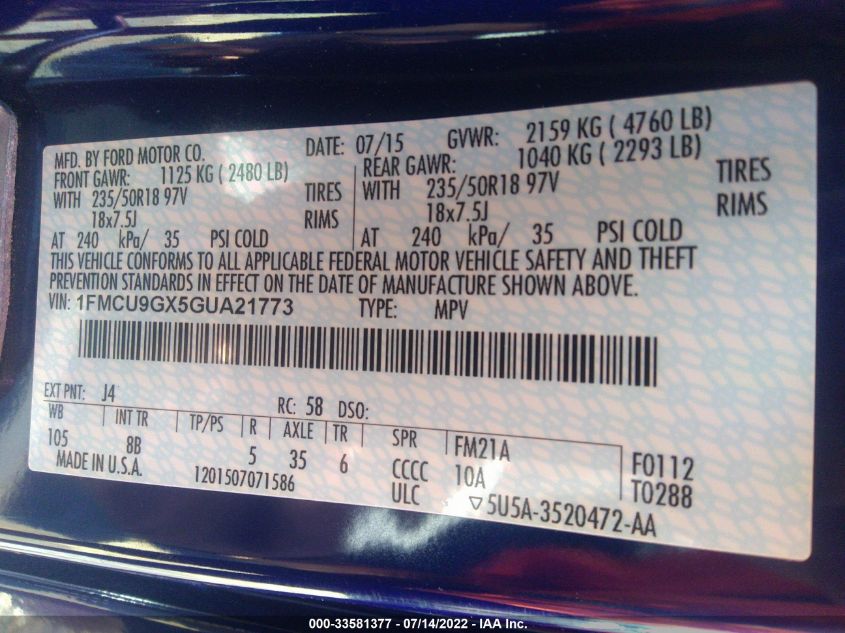 MFD. BY FORD MOTOR CO. DATE: 07/15 GVWR: 2159 KG ( 4760 LB)
FRONT GAWR: 1125 KG ( 2480 LB) REAR GAWR: 1040 KG ( 2293 LB)
WITH 235/50R18 97V TIRES WITH 235/50R18 97V TIRES
18x7.5J RIMS 18x7.5J RIMS
AT 240 kPa/ 35 PSI COLD AT 240 kPa/ 35 PSI COLD
THIS VEHICLE CONFORMS TO ALL APPLICABLE FEDERAL MOTOR VEHICLE SAFETY AND THEFT
PREVENTION STANDARDS IN EFFECT ON THE DATE OF MANUFACTURE SHOWN ABOVE.
VIN: 1FMCU9GX5GUA21773 TYPE: MPV
EXT PNT: J4 RC: 58 DSO:
WB INT TR TP/PS R AXLE TR SPR FM21A
105 8B 5 35 6 CCCC 10A F0112
MADE IN U.S.A. 1201507071586 ULC ▽5U5A-3520472-AA T0288
000-33581377 - 07/14/2022 - IAA Inc.